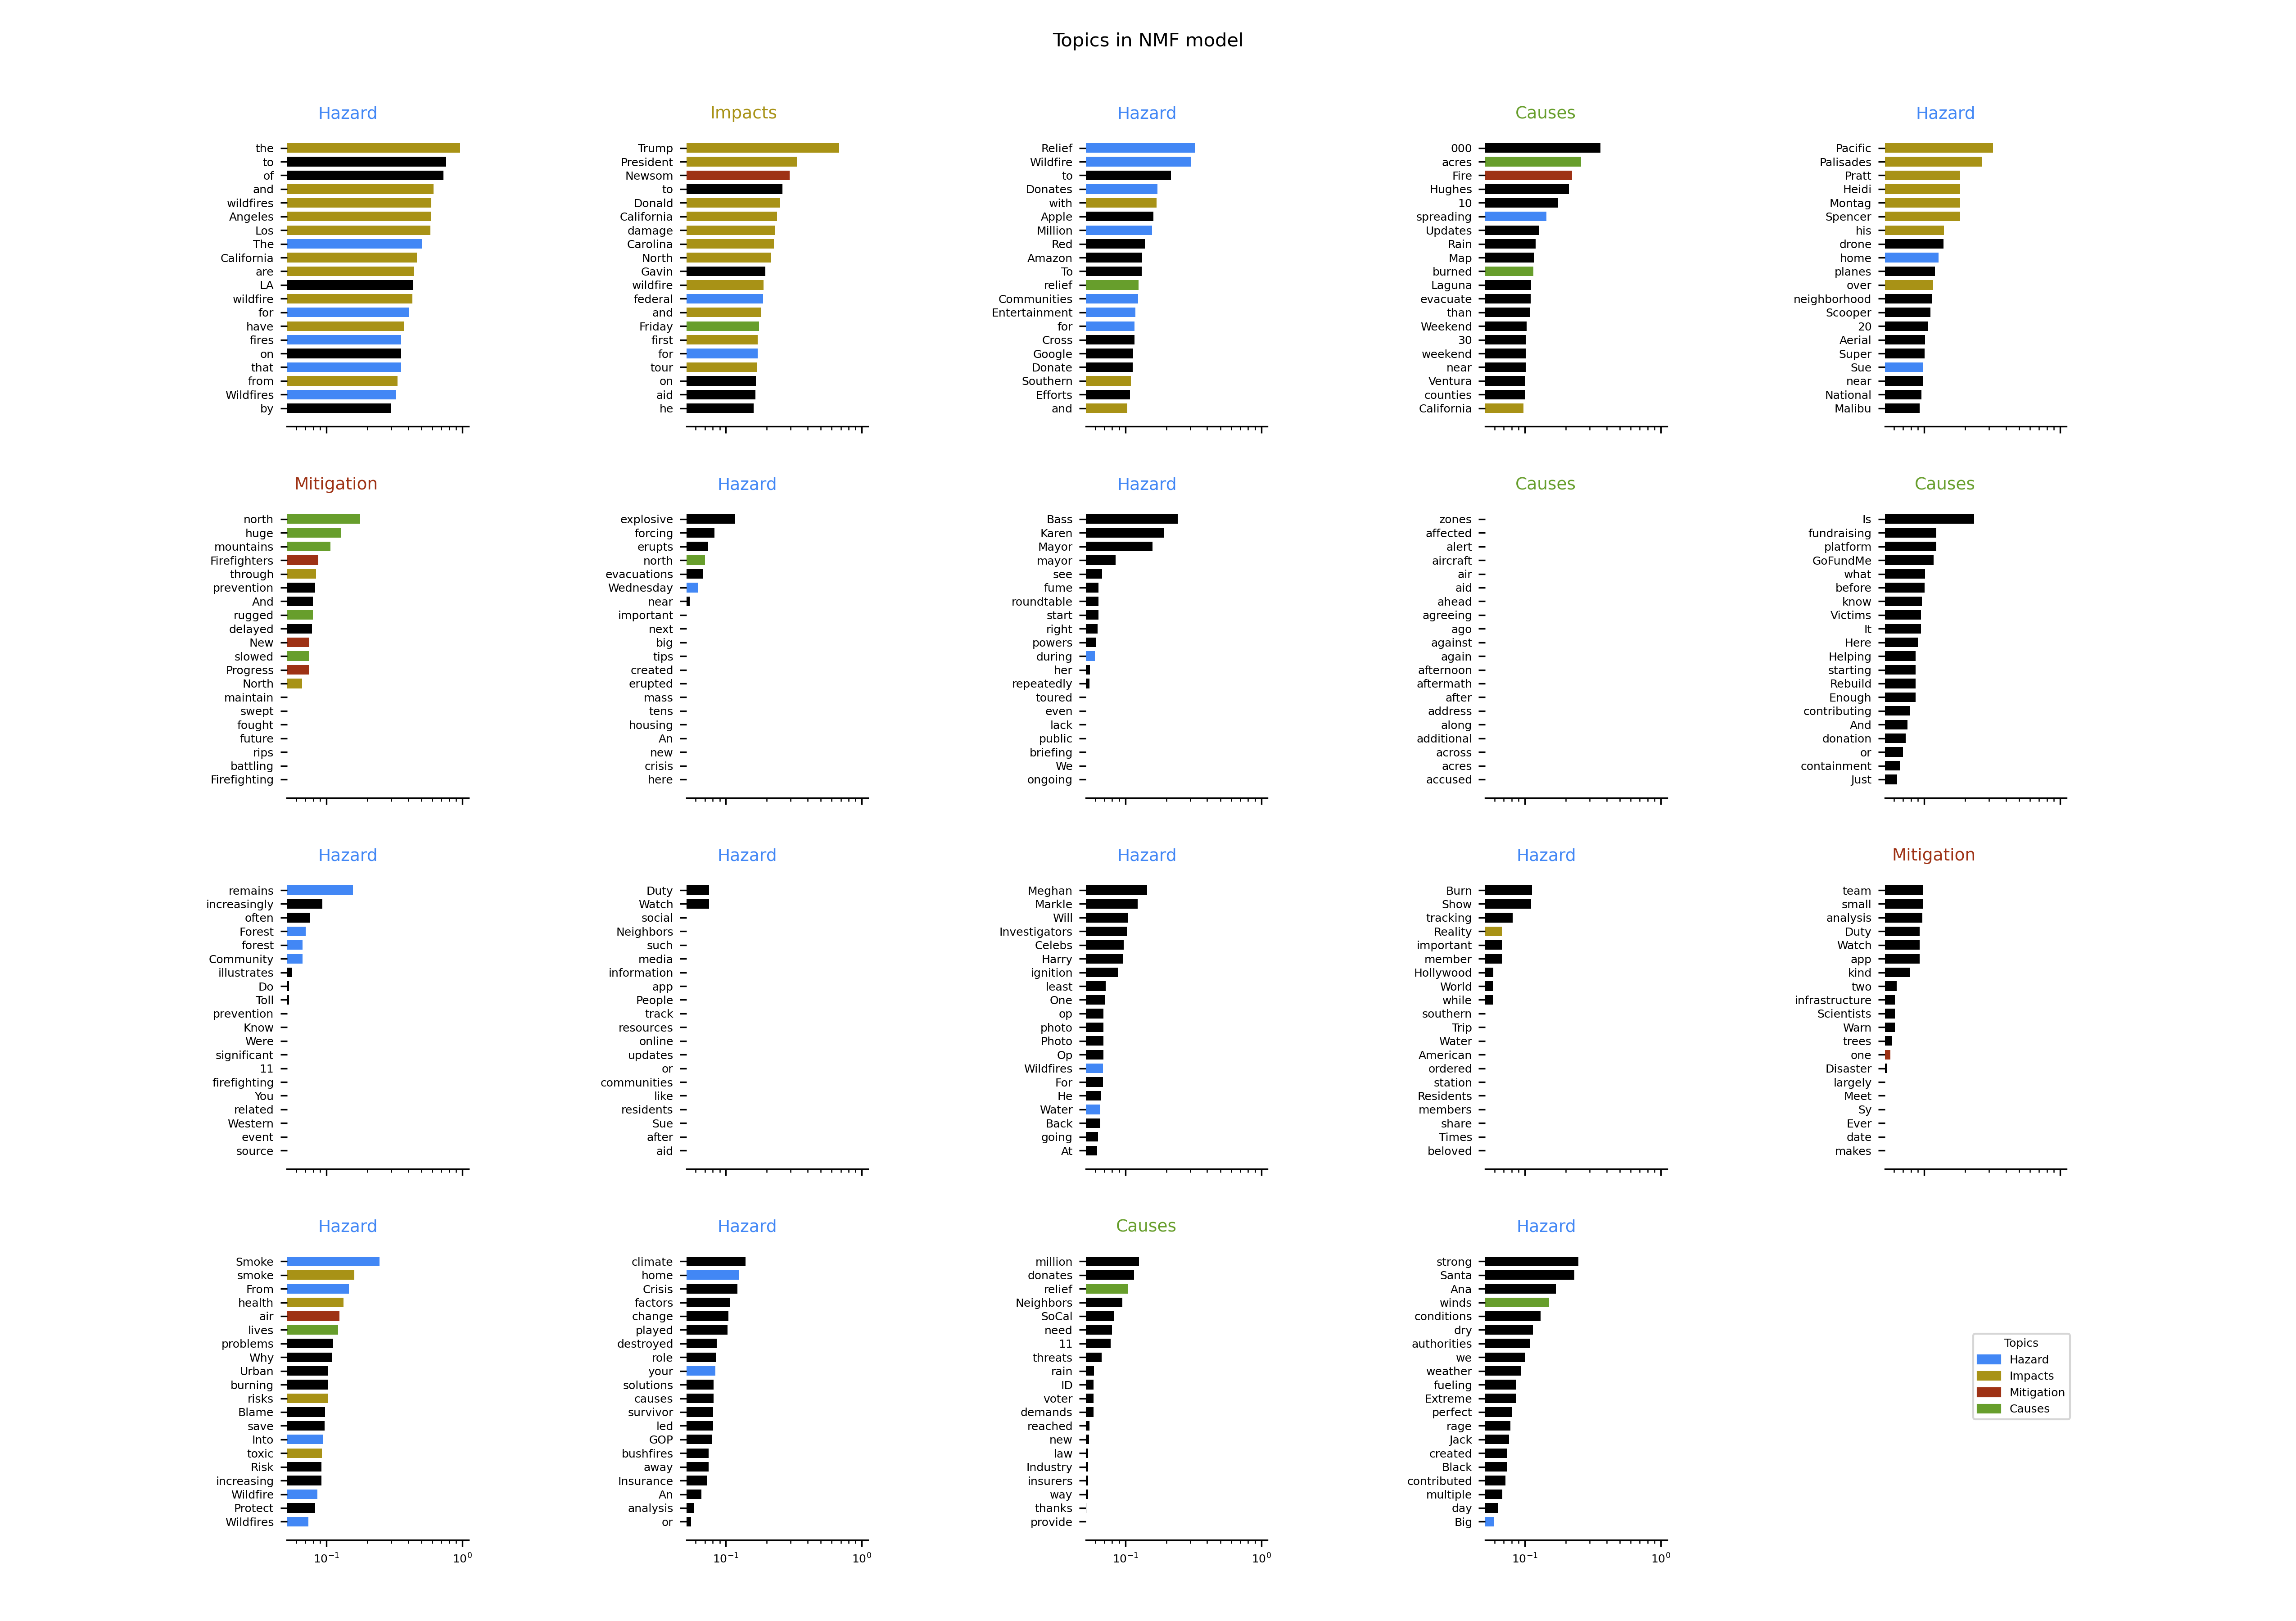 Topics in NMF model
Hazard
the
to
of
and
wildfires
Angeles
Los
The
California
are
LA
wildfire
for
have
fires
on
that
from
Wildfires
by
Impacts
Trump
President
Newsom
to
Donald
California
damage
Carolina
North
Gavin
wildfire
federal
and
Friday
first
for
tour
on
aid
he
Hazard
Relief
Wildfire
to
Donates
with
Apple
Million
Red
Amazon
To
relief
Communities
Entertainment
for
Cross
Google
Donate
Southern
Efforts
and
Causes
000
acres
Fire
Hughes
10
spreading
Updates
Rain
Map
burned
Laguna
evacuate
than
Weekend
30
weekend
near
Ventura
counties
California
Hazard
Pacific
Palisades
Pratt
Heidi
Montag
Spencer
his
drone
home
planes
over
neighborhood
Scooper
20
Aerial
Super
Sue
near
National
Malibu
Mitigation
north
huge
mountains
Firefighters
through
prevention
And
rugged
delayed
New
slowed
Progress
North
maintain
swept
fought
future
rips
battling
Firefighting
Hazard
explosive
forcing
erupts
north
evacuations
Wednesday
near
important
next
big
tips
created
erupted
mass
tens
housing
An
new
crisis
here
Hazard
Bass
Karen
Mayor
mayor
see
fume
roundtable
start
right
powers
during
her
repeatedly
toured
even
lack
public
briefing
We
ongoing
Causes
zones
affected
alert
aircraft
air
aid
ahead
agreeing
ago
against
again
afternoon
aftermath
after
address
along
additional
across
acres
accused
Causes
Is
fundraising
platform
GoFundMe
what
before
know
Victims
It
Here
Helping
starting
Rebuild
Enough
contributing
And
donation
or
containment
Just
Hazard
remains
increasingly
often
Forest
forest
Community
illustrates
Do
Toll
prevention
Know
Were
significant
11
firefighting
You
related
Western
event
source
Hazard
Duty
Watch
social
Neighbors
such
media
information
app
People
track
resources
online
updates
or
communities
like
residents
Sue
after
aid
Hazard
Meghan
Markle
Will
Investigators
Celebs
Harry
ignition
least
One
op
photo
Photo
Op
Wildfires
For
He
Water
Back
going
At
Hazard
Burn
Show
tracking
Reality
important
member
Hollywood
World
while
southern
Trip
Water
American
ordered
station
Residents
members
share
Times
beloved
Mitigation
team
small
analysis
Duty
Watch
app
kind
two
infrastructure
Scientists
Warn
trees
one
Disaster
largely
Meet
Sy
Ever
date
makes
Hazard
Smoke
smoke
From
health
air
lives
problems
Why
Urban
burning
risks
Blame
save
Into
toxic
Risk
increasing
Wildfire
Protect
Wildfires
10⁻¹ 10⁰
Hazard
climate
home
Crisis
factors
change
played
destroyed
role
your
solutions
causes
survivor
led
GOP
bushfires
away
Insurance
An
analysis
or
10⁻¹ 10⁰
Causes
million
donates
relief
Neighbors
SoCal
need
11
threats
rain
ID
voter
demands
reached
new
law
Industry
insurers
way
thanks
provide
10⁻¹ 10⁰
Hazard
strong
Santa
Ana
winds
conditions
dry
authorities
we
weather
fueling
Extreme
perfect
rage
Jack
created
Black
contributed
multiple
day
Big
10⁻¹ 10⁰
Topics
Hazard
Impacts
Mitigation
Causes